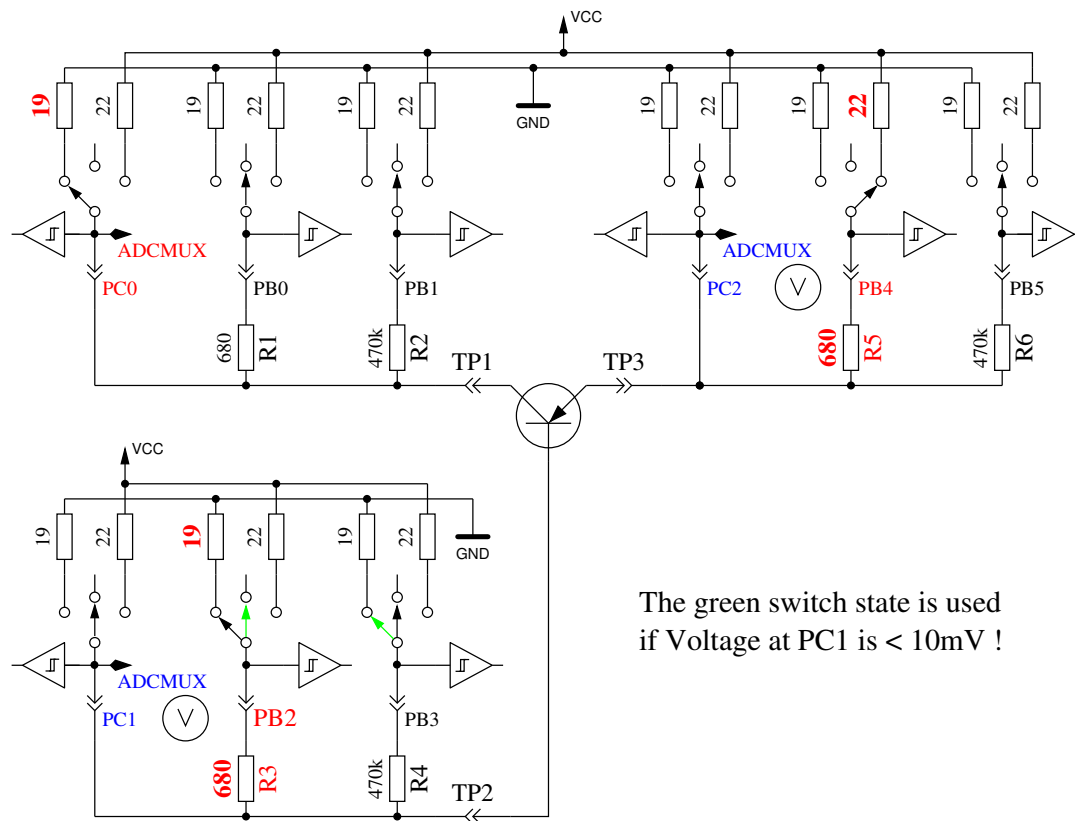 VCC
19
22
19
22
19
22
GND
19
22
19
22
19
22
ADCMUX
ADCMUX
PC0
PB0
PB1
PC2
V
PB4
PB5
680
R1
470k
R2
680
R5
470k
R6
TP1
TP3
VCC
19
22
19
22
19
22
GND
The green switch state is used
if Voltage at PC1 is < 10mV !
ADCMUX
PC1
V
PB2
PB3
680
R3
470k
R4
TP2